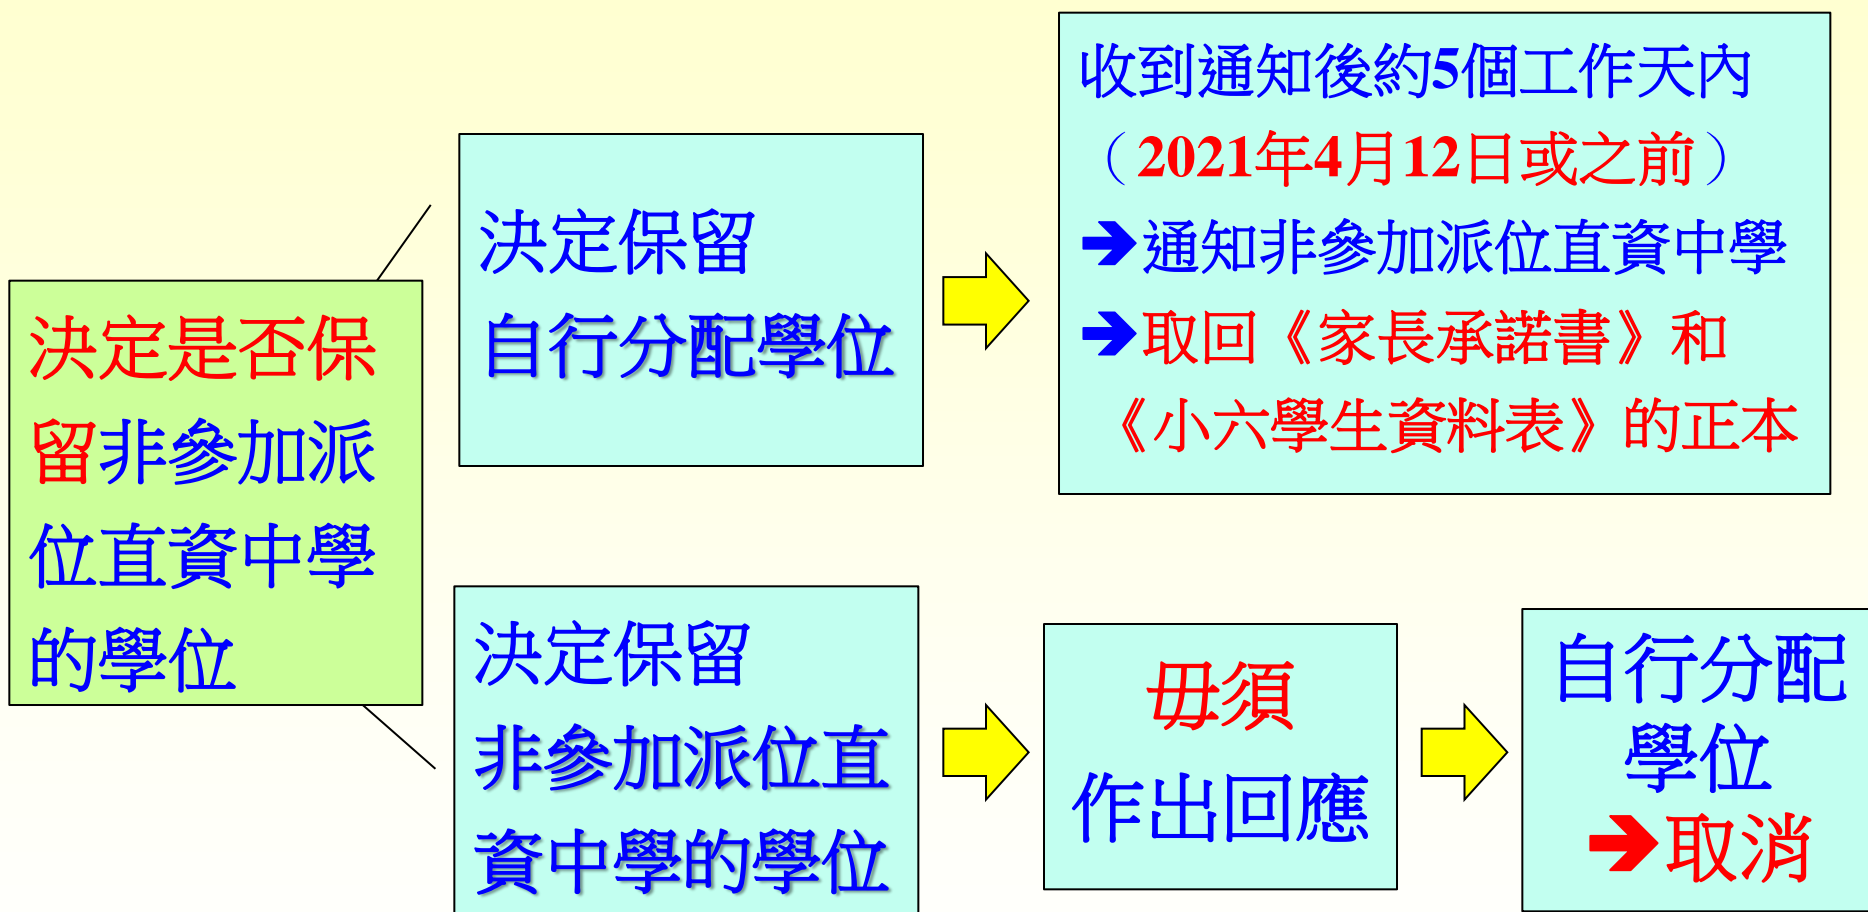 決定是否保
留非參加派
位直資中學
的學位
決定保留
自行分配學位
收到通知後約5個工作天內
（2021年4月12日或之前）
➔通知非參加派位直資中學
➔取回《家長承諾書》和
《小六學生資料表》的正本
決定保留
非參加派位直
資中學的學位
毋須
作出回應
自行分配
學位
➔取消